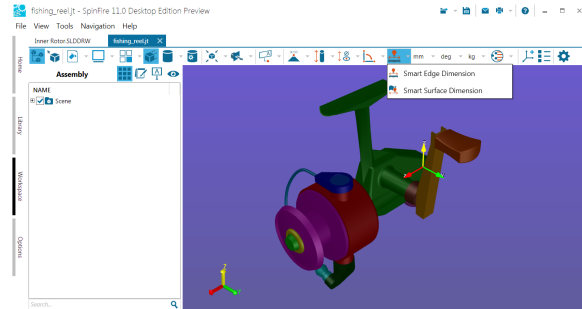 fishing_reel.jt - SpinFire 11.0 Desktop Edition Preview
File View Tools Navigation Help
Inner Rotor.SLDDRW fishing_reel.jt X
mm deg kg
Home
Assembly
Smart Edge Dimension
NAME
Smart Surface Dimension
Scene
Library
Workspace
Options
Z
X
Y
Search...